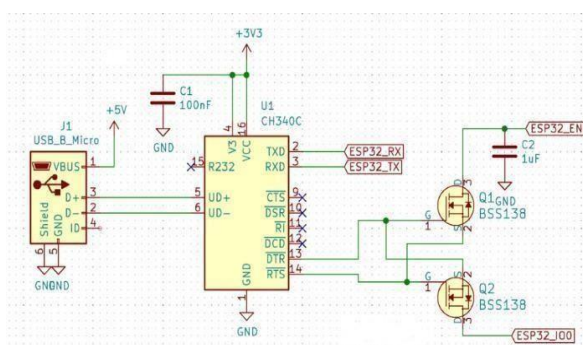 +3V3
C1
100nF
GND
U1
CH340C
J1
USB_B_Micro
+5V
VBUS 1
D+ 3
D- 2
ID 4
Shield
GND
6
5
GND
GND
4
16
V3
VCC
15
R232
5 UD+
6 UD-
TXD 2
RXD 3
ESP32_RX
ESP32_TX
CTS 9
DSR 10
RI 11
DCD 12
DTR 13
RTS 14
GND
1
GND
ESP32_EN
C2
1uF
GND
D
3
Q1
BSS138
G
1
S
2
S
2
G
1
Q2
BSS138
D
3
ESP32_IO0